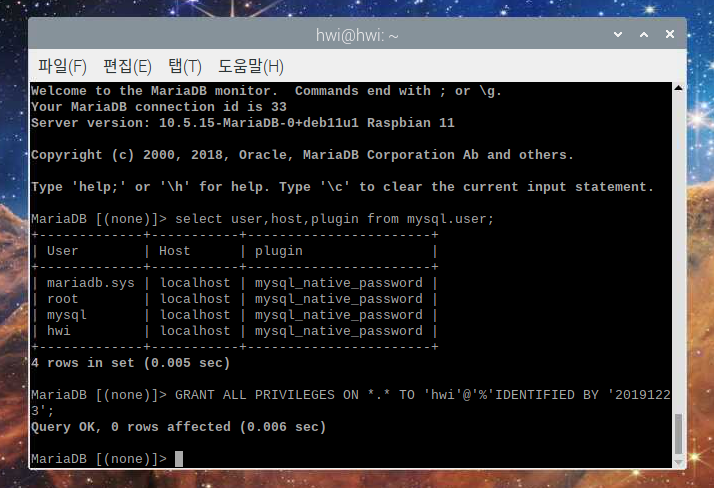 hwi@hwi: ~
파일(F) 편집(E) 탭(T) 도움말(H)
Welcome to the MariaDB monitor.  Commands end with ; or \g.
Your MariaDB connection id is 33
Server version: 10.5.15-MariaDB-0+deb11u1 Raspbian 11
Copyright (c) 2000, 2018, Oracle, MariaDB Corporation Ab and others.
Type 'help;' or '\h' for help. Type '\c' to clear the current input statement.
MariaDB [(none)]> select user,host,plugin from mysql.user;
+-------------+-----------+-----------------------+
| User        | Host      | plugin                |
+-------------+-----------+-----------------------+
| mariadb.sys | localhost | mysql_native_password |
| root        | localhost | mysql_native_password |
| mysql       | localhost | mysql_native_password |
| hwi         | localhost | mysql_native_password |
+-------------+-----------+-----------------------+
4 rows in set (0.005 sec)
MariaDB [(none)]> GRANT ALL PRIVILEGES ON *.* TO 'hwi'@'%'IDENTIFIED BY '2019122
3';
Query OK, 0 rows affected (0.006 sec)
MariaDB [(none)]>